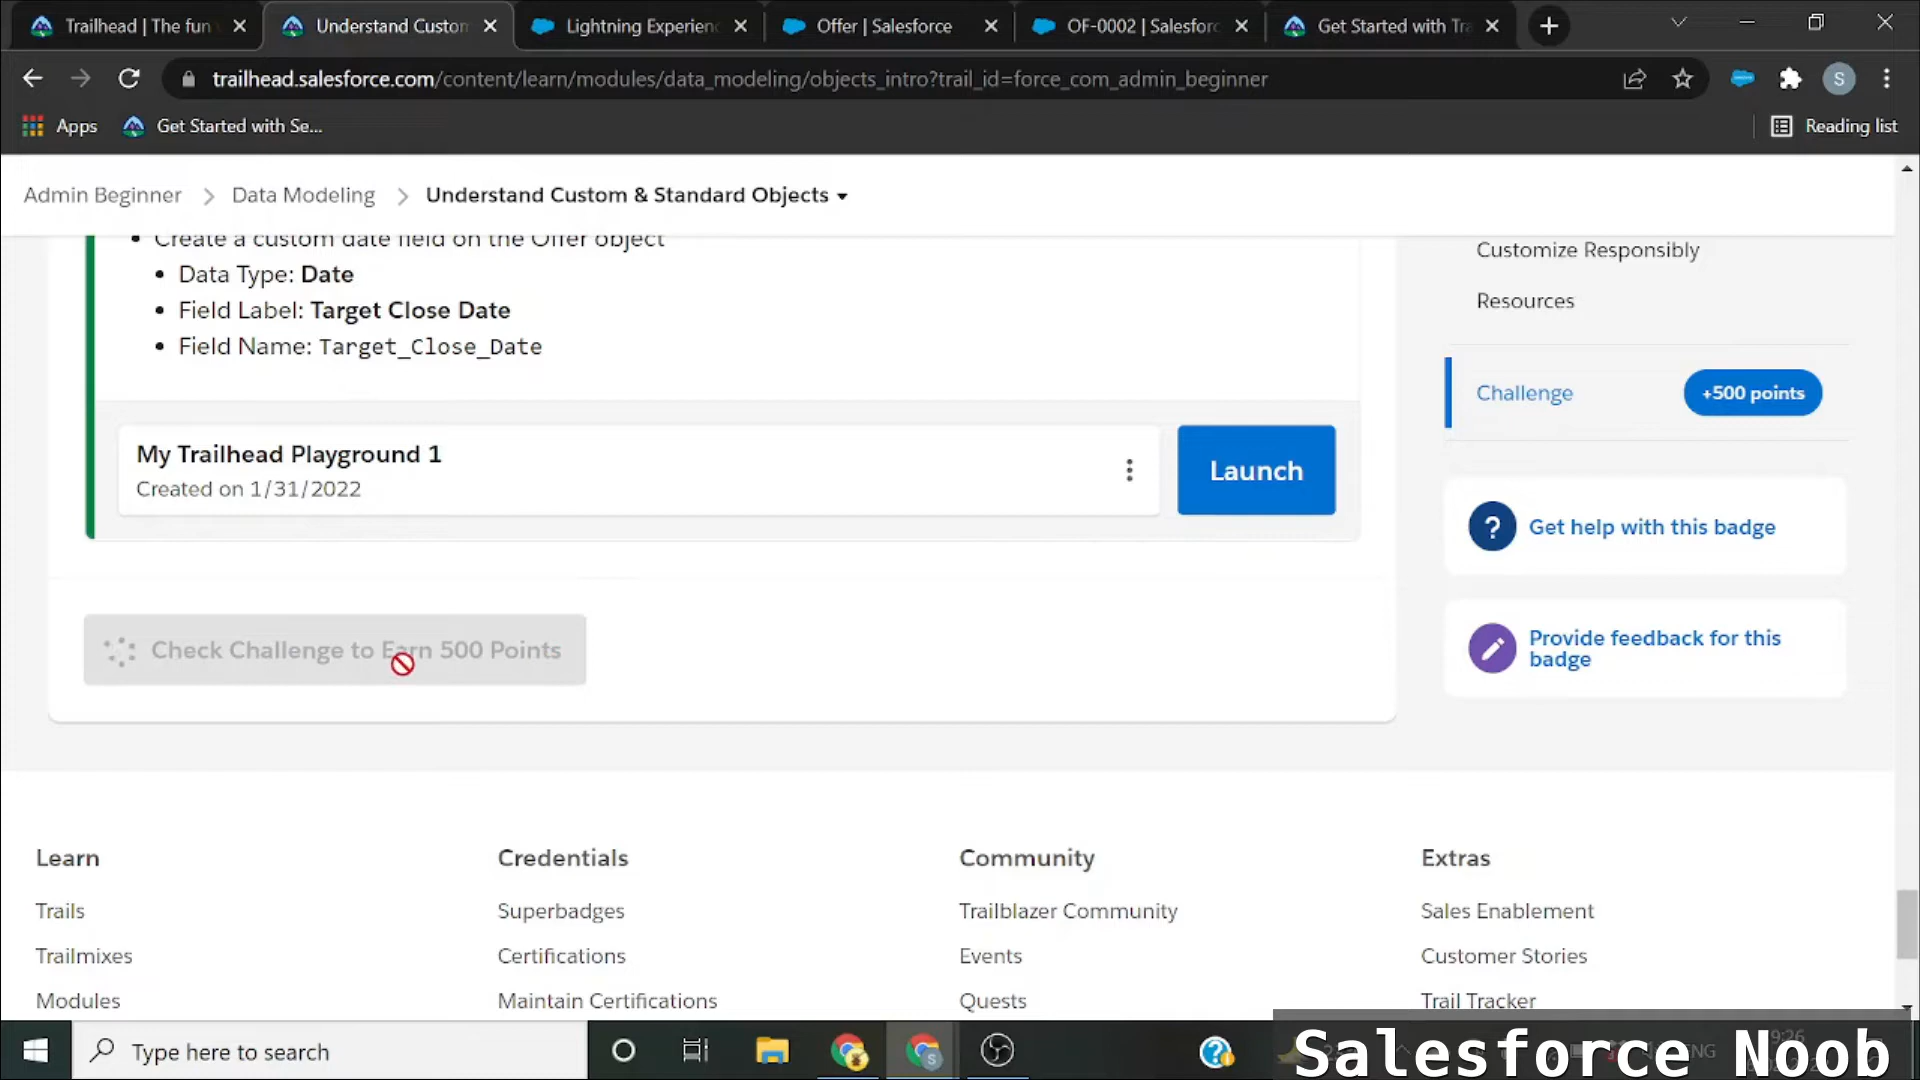 Trailhead | The fun
Understand Custom
Lightning Experienc
Offer | Salesforce
OF-0002 | Salesforc
Get Started with Tra
trailhead.salesforce.com/content/learn/modules/data_modeling/objects_intro?trail_id=force_com_admin_beginner
S
Apps
Get Started with Se...
Reading list
Admin Beginner
Data Modeling
Understand Custom & Standard Objects
Create a custom date field on the Offer object
Data Type: Date
Field Label: Target Close Date
Field Name: Target_Close_Date
Customize Responsibly
Resources
Challenge
+500 points
My Trailhead Playground 1
Created on 1/31/2022
Launch
Get help with this badge
Provide feedback for this
badge
Check Challenge to Earn 500 Points
Learn
Credentials
Community
Extras
Trails
Superbadges
Trailblazer Community
Sales Enablement
Trailmixes
Certifications
Events
Customer Stories
Modules
Maintain Certifications
Quests
Trail Tracker
Type here to search
Salesforce Noob